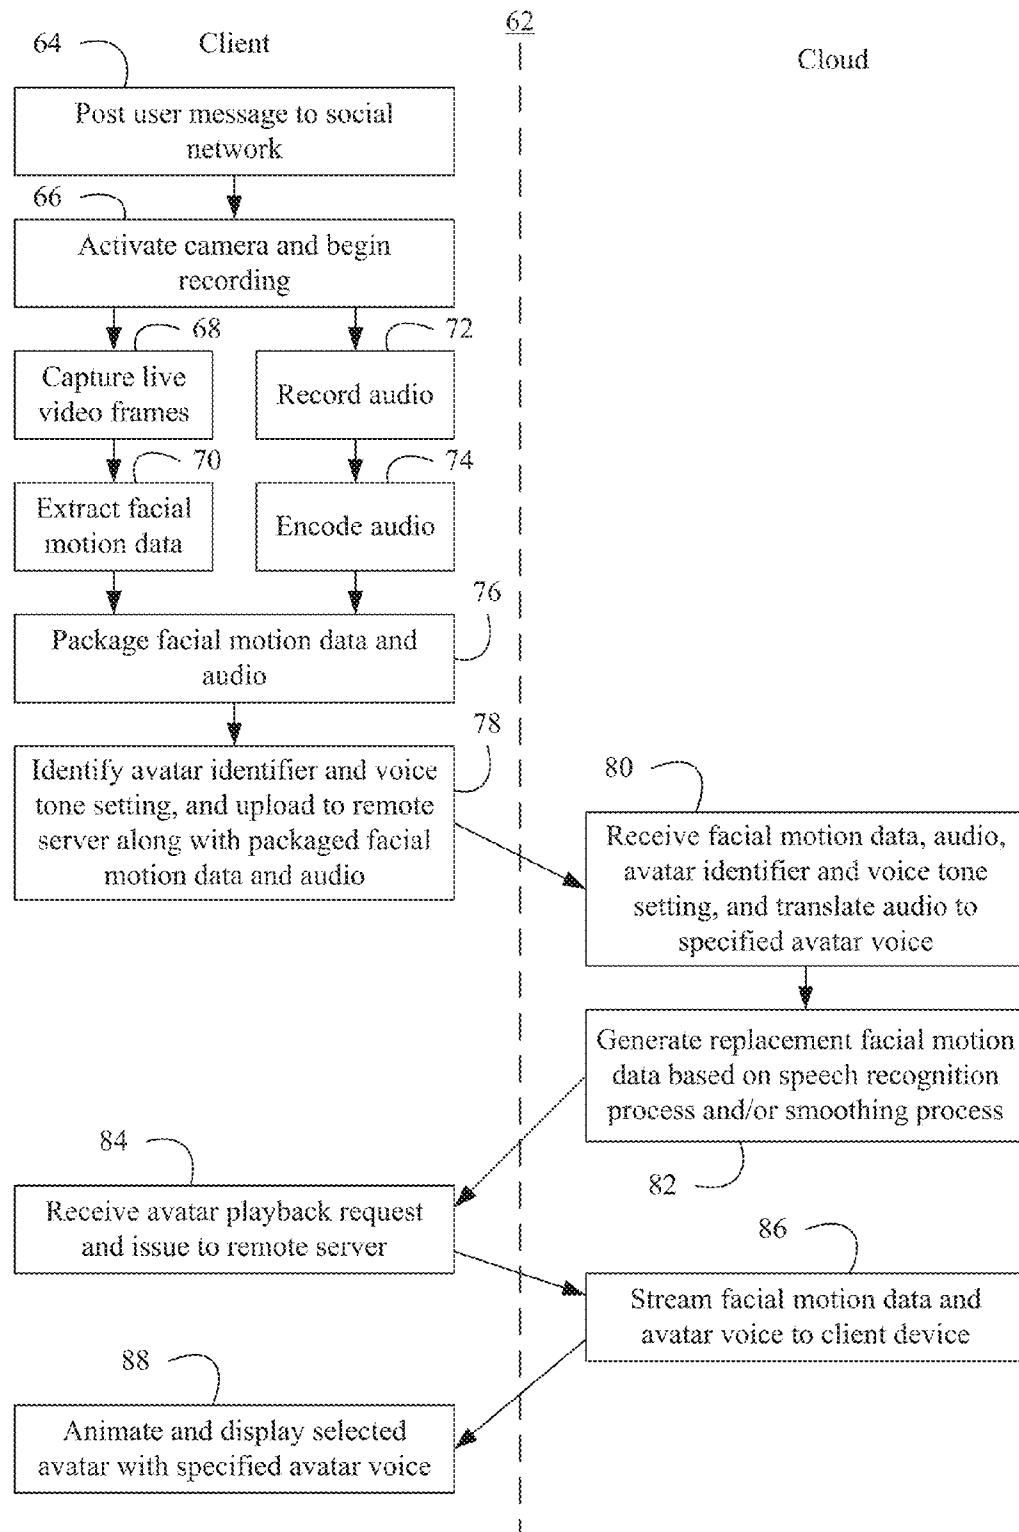 62
Client
Cloud
64
Post user message to social
network
66
Activate camera and begin
recording
68
72
Capture live
video frames
Record audio
70
74
Extract facial
motion data
Encode audio
76
Package facial motion data and
audio
78
Identify avatar identifier and voice
tone setting, and upload to remote
server along with packaged facial
motion data and audio
80
Receive facial motion data, audio,
avatar identifier and voice tone
setting, and translate audio to
specified avatar voice
Generate replacement facial motion
data based on speech recognition
process and/or smoothing process
82
84
Receive avatar playback request
and issue to remote server
86
Stream facial motion data and
avatar voice to client device
88
Animate and display selected
avatar with specified avatar voice